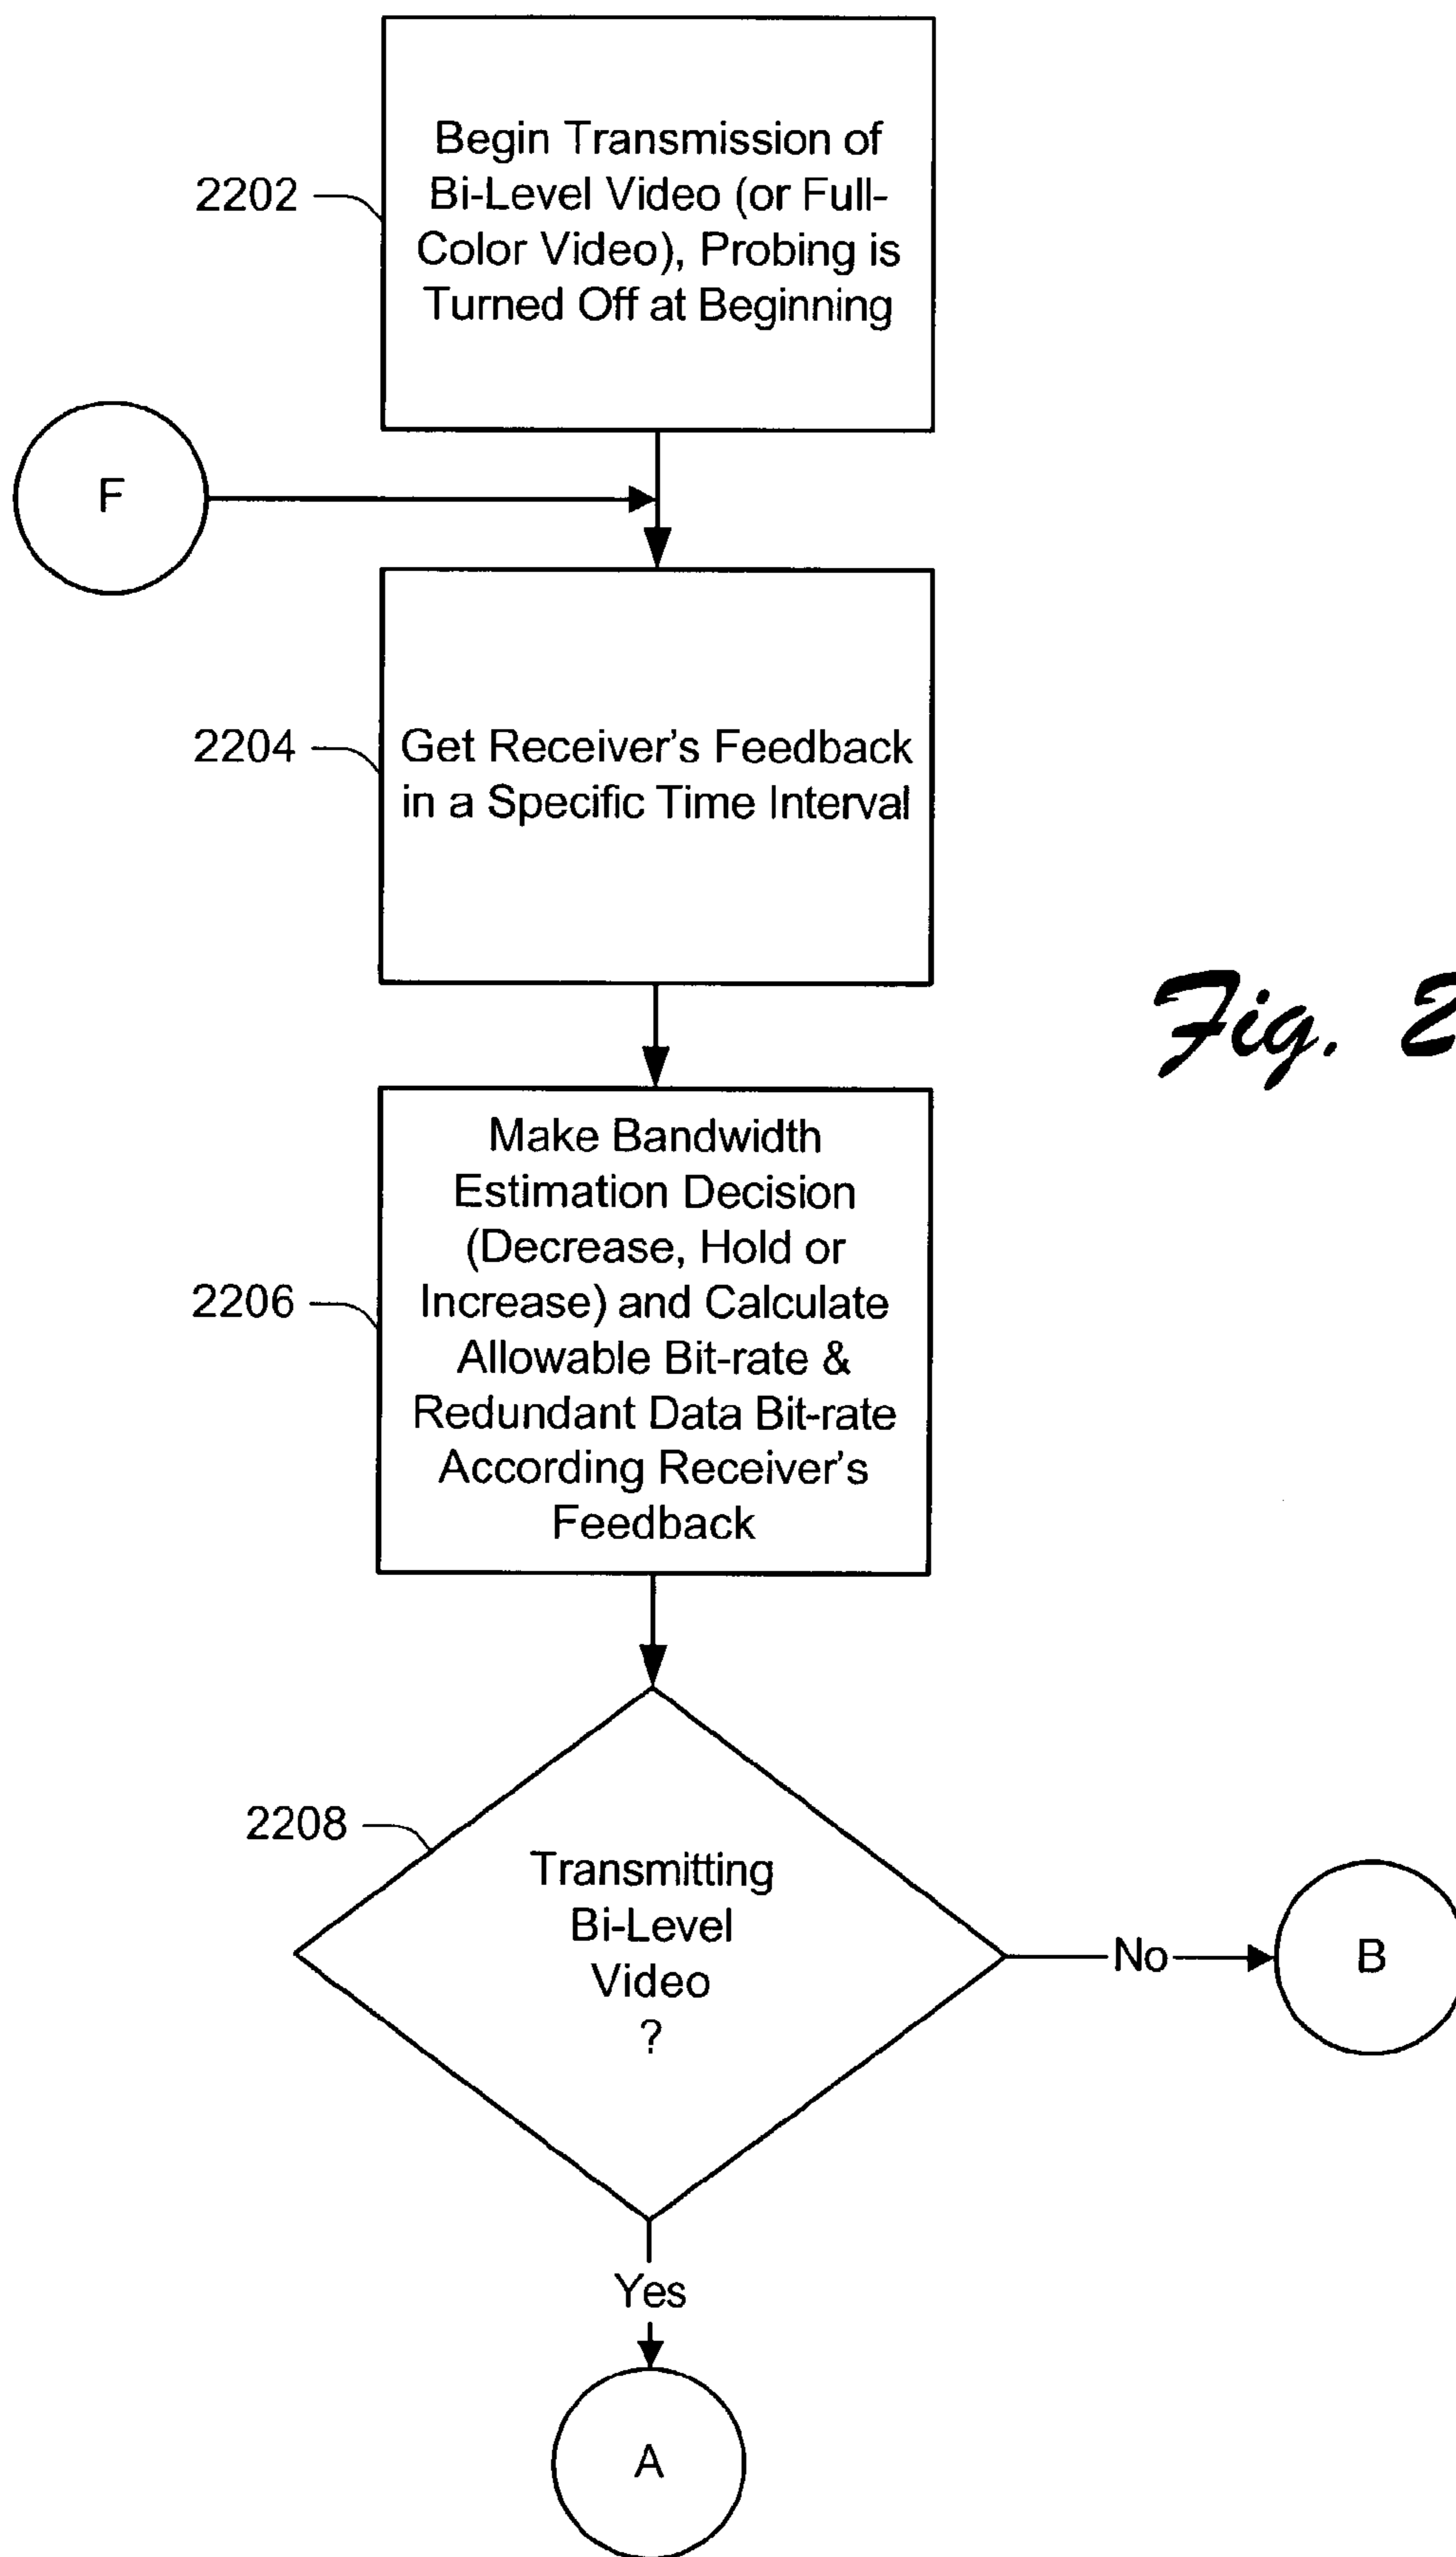 Begin Transmission of
Bi-Level Video (or Full-
Color Video), Probing is
Turned Off at Beginning
2202
F
Get Receiver's Feedback
in a Specific Time Interval
2204
Fig. 2
Make Bandwidth
Estimation Decision
(Decrease, Hold or
Increase) and Calculate
Allowable Bit-rate &
Redundant Data Bit-rate
According Receiver's
Feedback
2206
2208
Transmitting
Bi-Level
Video
?
No
B
Yes
A